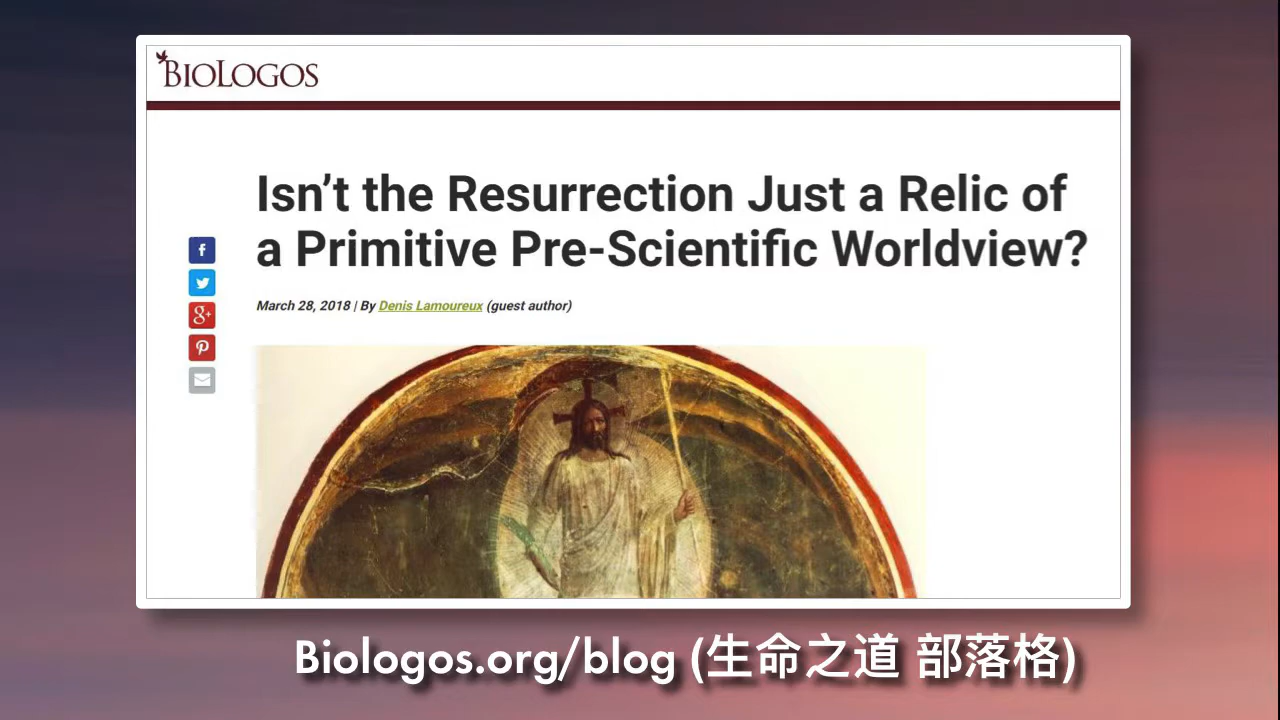 BIOLOGOS
Isn't the Resurrection Just a Relic of
a Primitive Pre-Scientific Worldview?
March 28, 2018 | By Denis Lamoureux (guest author)
Biologos.org/blog (生命之道 部落格)